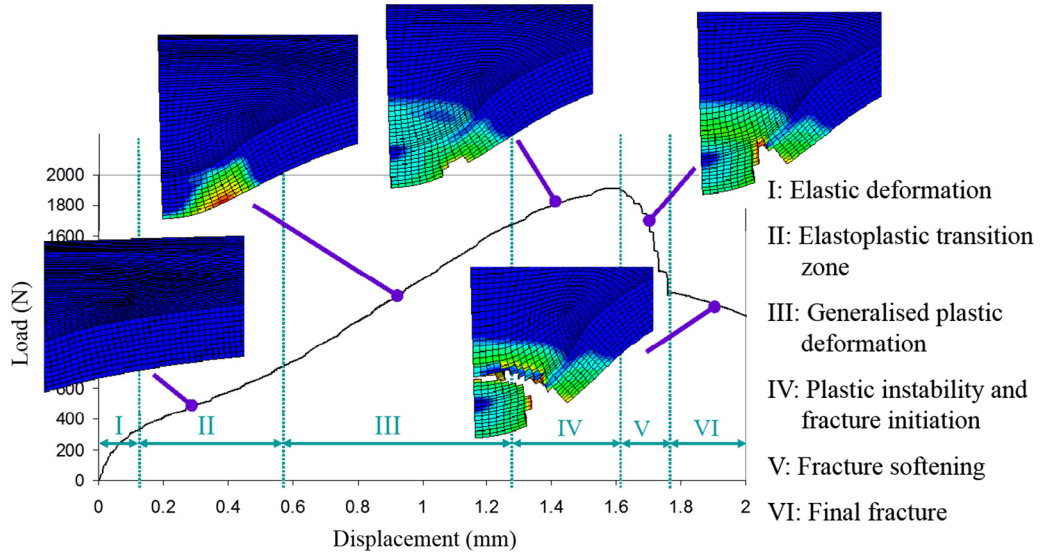 2000
1800
1600
600
400
200
0
Load (N)
I
II
III
IV
V
VI
0
0.2
0.4
0.6
0.8
1
1.2
1.4
1.6
1.8
2
Displacement (mm)
I: Elastic deformation
II: Elastoplastic transition
zone
III: Generalised plastic
deformation
IV: Plastic instability and
fracture initiation
V: Fracture softening
VI: Final fracture